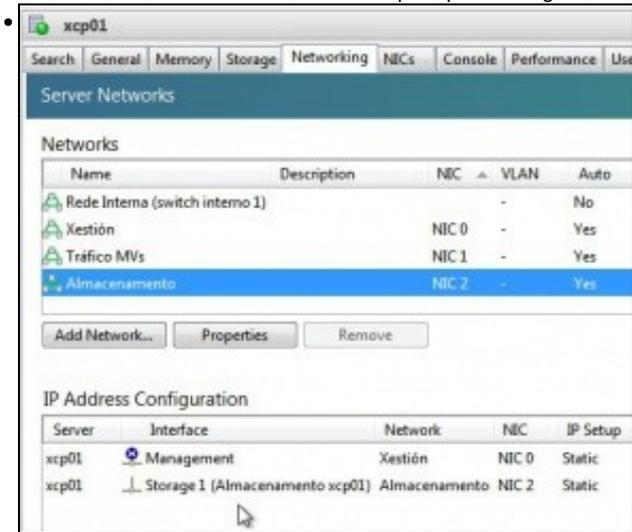 xcp01
Search General Memory Storage Networking NICs Console Performance Use
Server Networks
Networks
Name Description NIC VLAN Auto
Rede Interna (switch interno 1) - No
Xestión NIC 0 - Yes
Tráfico MVs NIC 1 - Yes
Almacenamento NIC 2 - Yes
Add Network... Properties Remove
IP Address Configuration
Server Interface Network NIC IP Setup
xcp01 Management Xestión NIC 0 Static
xcp01 Storage 1 (Almacenamento xcp01) Almacenamento NIC 2 Static